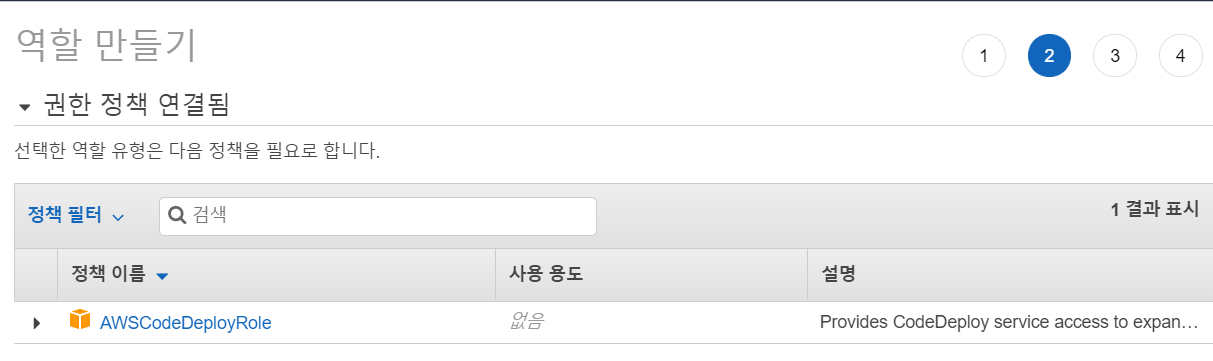 역할 만들기
1 2 3 4
권한 정책 연결됨
선택한 역할 유형은 다음 정책을 필요로 합니다.
정책 필터 검색 1 결과 표시
정책 이름 사용 용도 설명
AWSCodeDeployRole 없음 Provides CodeDeploy service access to expan…